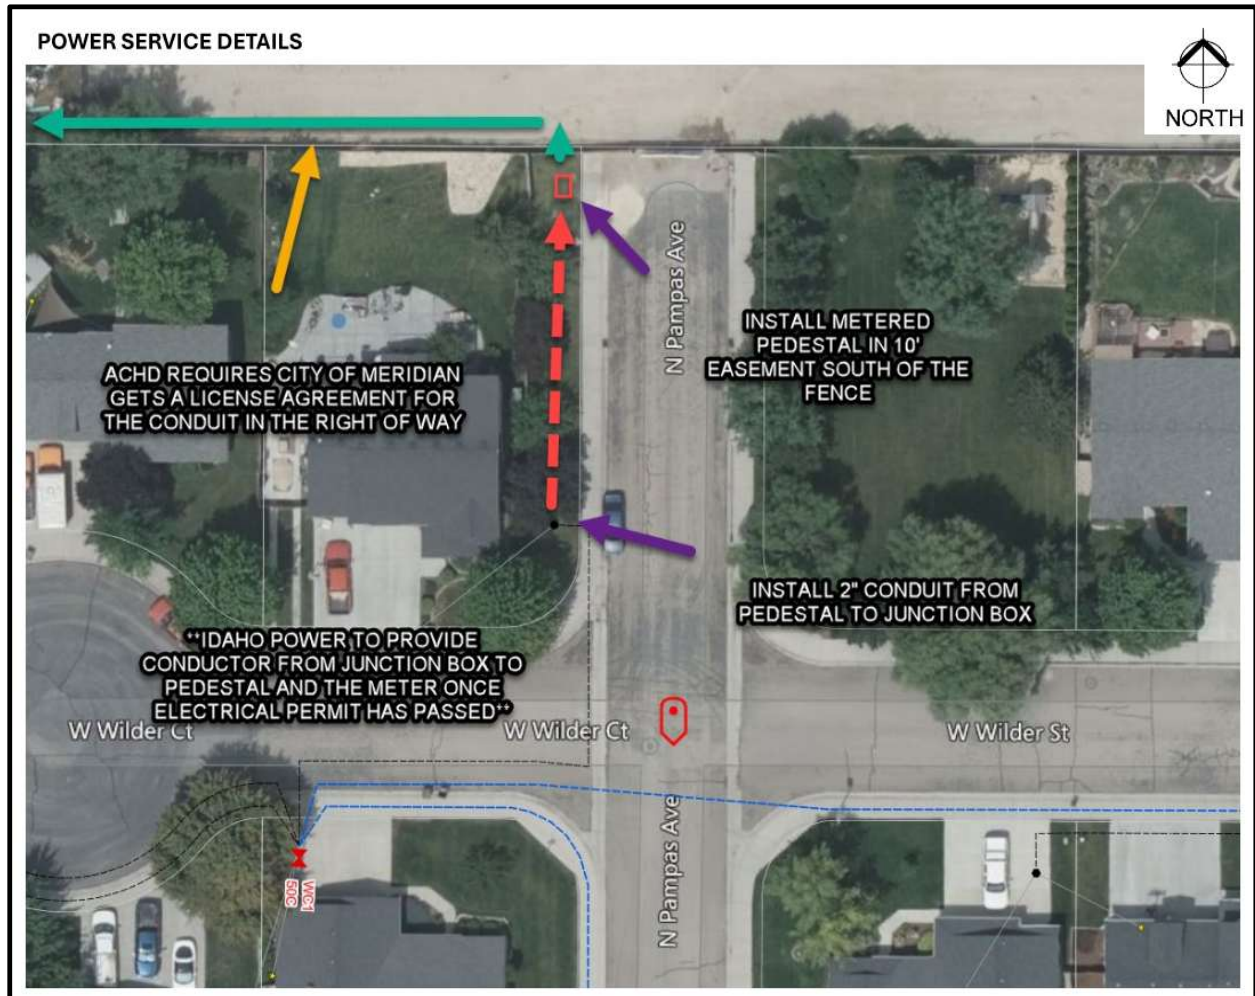 POWER SERVICE DETAILS
NORTH
N Pampas Ave
INSTALL METERED
PEDESTAL IN 10'
EASEMENT SOUTH OF THE
FENCE
ACHD REQUIRES CITY OF MERIDIAN
GETS A LICENSE AGREEMENT FOR
THE CONDUIT IN THE RIGHT OF WAY
INSTALL 2" CONDUIT FROM
PEDESTAL TO JUNCTION BOX
**IDAHO POWER TO PROVIDE
CONDUCTOR FROM JUNCTION BOX TO
PEDESTAL AND THE METER ONCE
ELECTRICAL PERMIT HAS PASSED**
W Wilder Ct
W Wilder Ct
W Wilder St
N Pampas Ave
WC1
50C